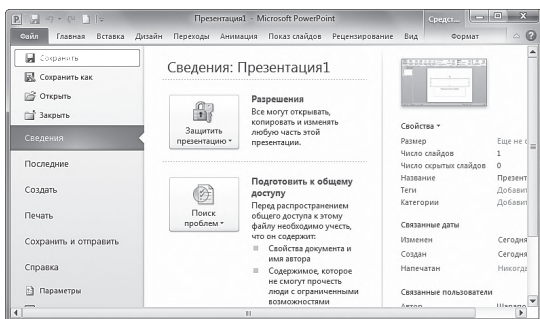 Презентация1 - Microsoft PowerPoint
Средст...
Файл Главная Вставка Дизайн Переходы Анимация Показ слайдов Рецензирование Вид Формат
Сохранить
Сохранить как
Открыть
Закрыть
Сведения
Последние
Создать
Печать
Сохранить и отправить
Справка
Параметры
Сведения: Презентация1
Защитить
презентацию
Разрешения
Все могут открывать,
копировать и изменять
любую часть этой
презентации.
Поиск
проблем
Подготовить к общему
доступу
Перед распространением
общего доступа к этому
файлу необходимо учесть,
что он содержит:
Свойства документа и
имя автора
Содержимое, которое
не смогут прочесть
люди с ограниченными
возможностями
Свойства
Размер Еще не с
Число слайдов 1
Число скрытых слайдов 0
Название Презент
Теги Добавит
Категории Добавит
Связанные даты
Изменен Сегодня
Создан Сегодня
Напечатан Никогда
Связанные пользователи
Автор